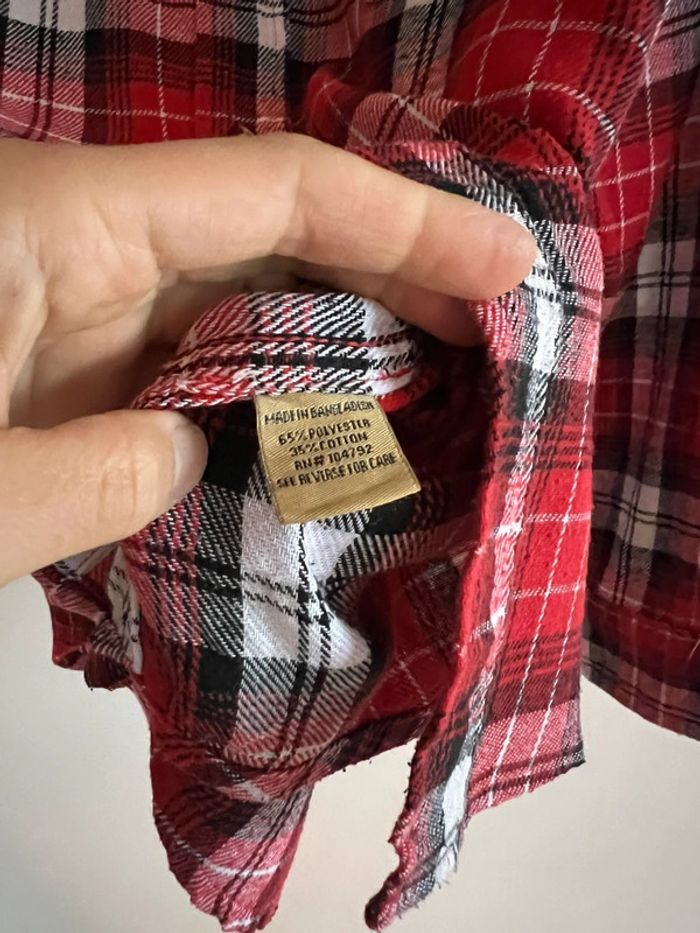 MADE IN BANGLADESH
65% POLYESTER
35% COTTON
RN# 104792
SEE REVERSE FOR CARE